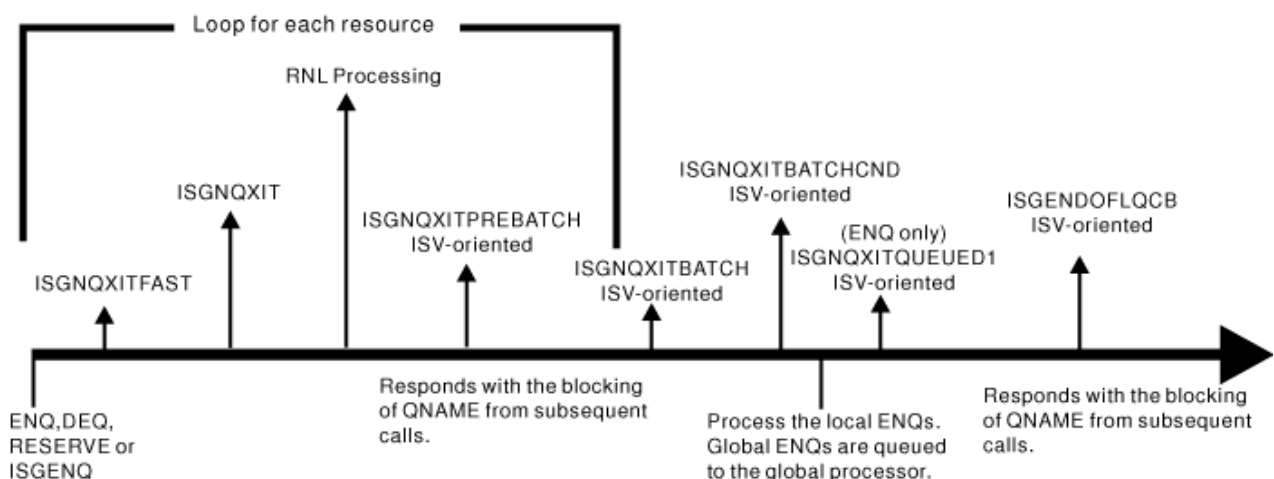 Loop for each resource
RNL Processing
ISGNQXIT
ISGNQXITFAST
ISGNQXITPREBATCH
ISV-oriented
ISGNQXITBATCH
ISV-oriented
ISGNQXITBATCHCND
ISV-oriented
(ENQ only)
ISGNQXITQUEUED1
ISV-oriented
ISGENDOFLQCB
ISV-oriented
ENQ,DEQ,
RESERVE or
ISGENQ
Responds with the blocking
of QNAME from subsequent
calls.
Process the local ENQs.
Global ENQs are queued
to the global processor.
Responds with the blocking
of QNAME from subsequent
calls.